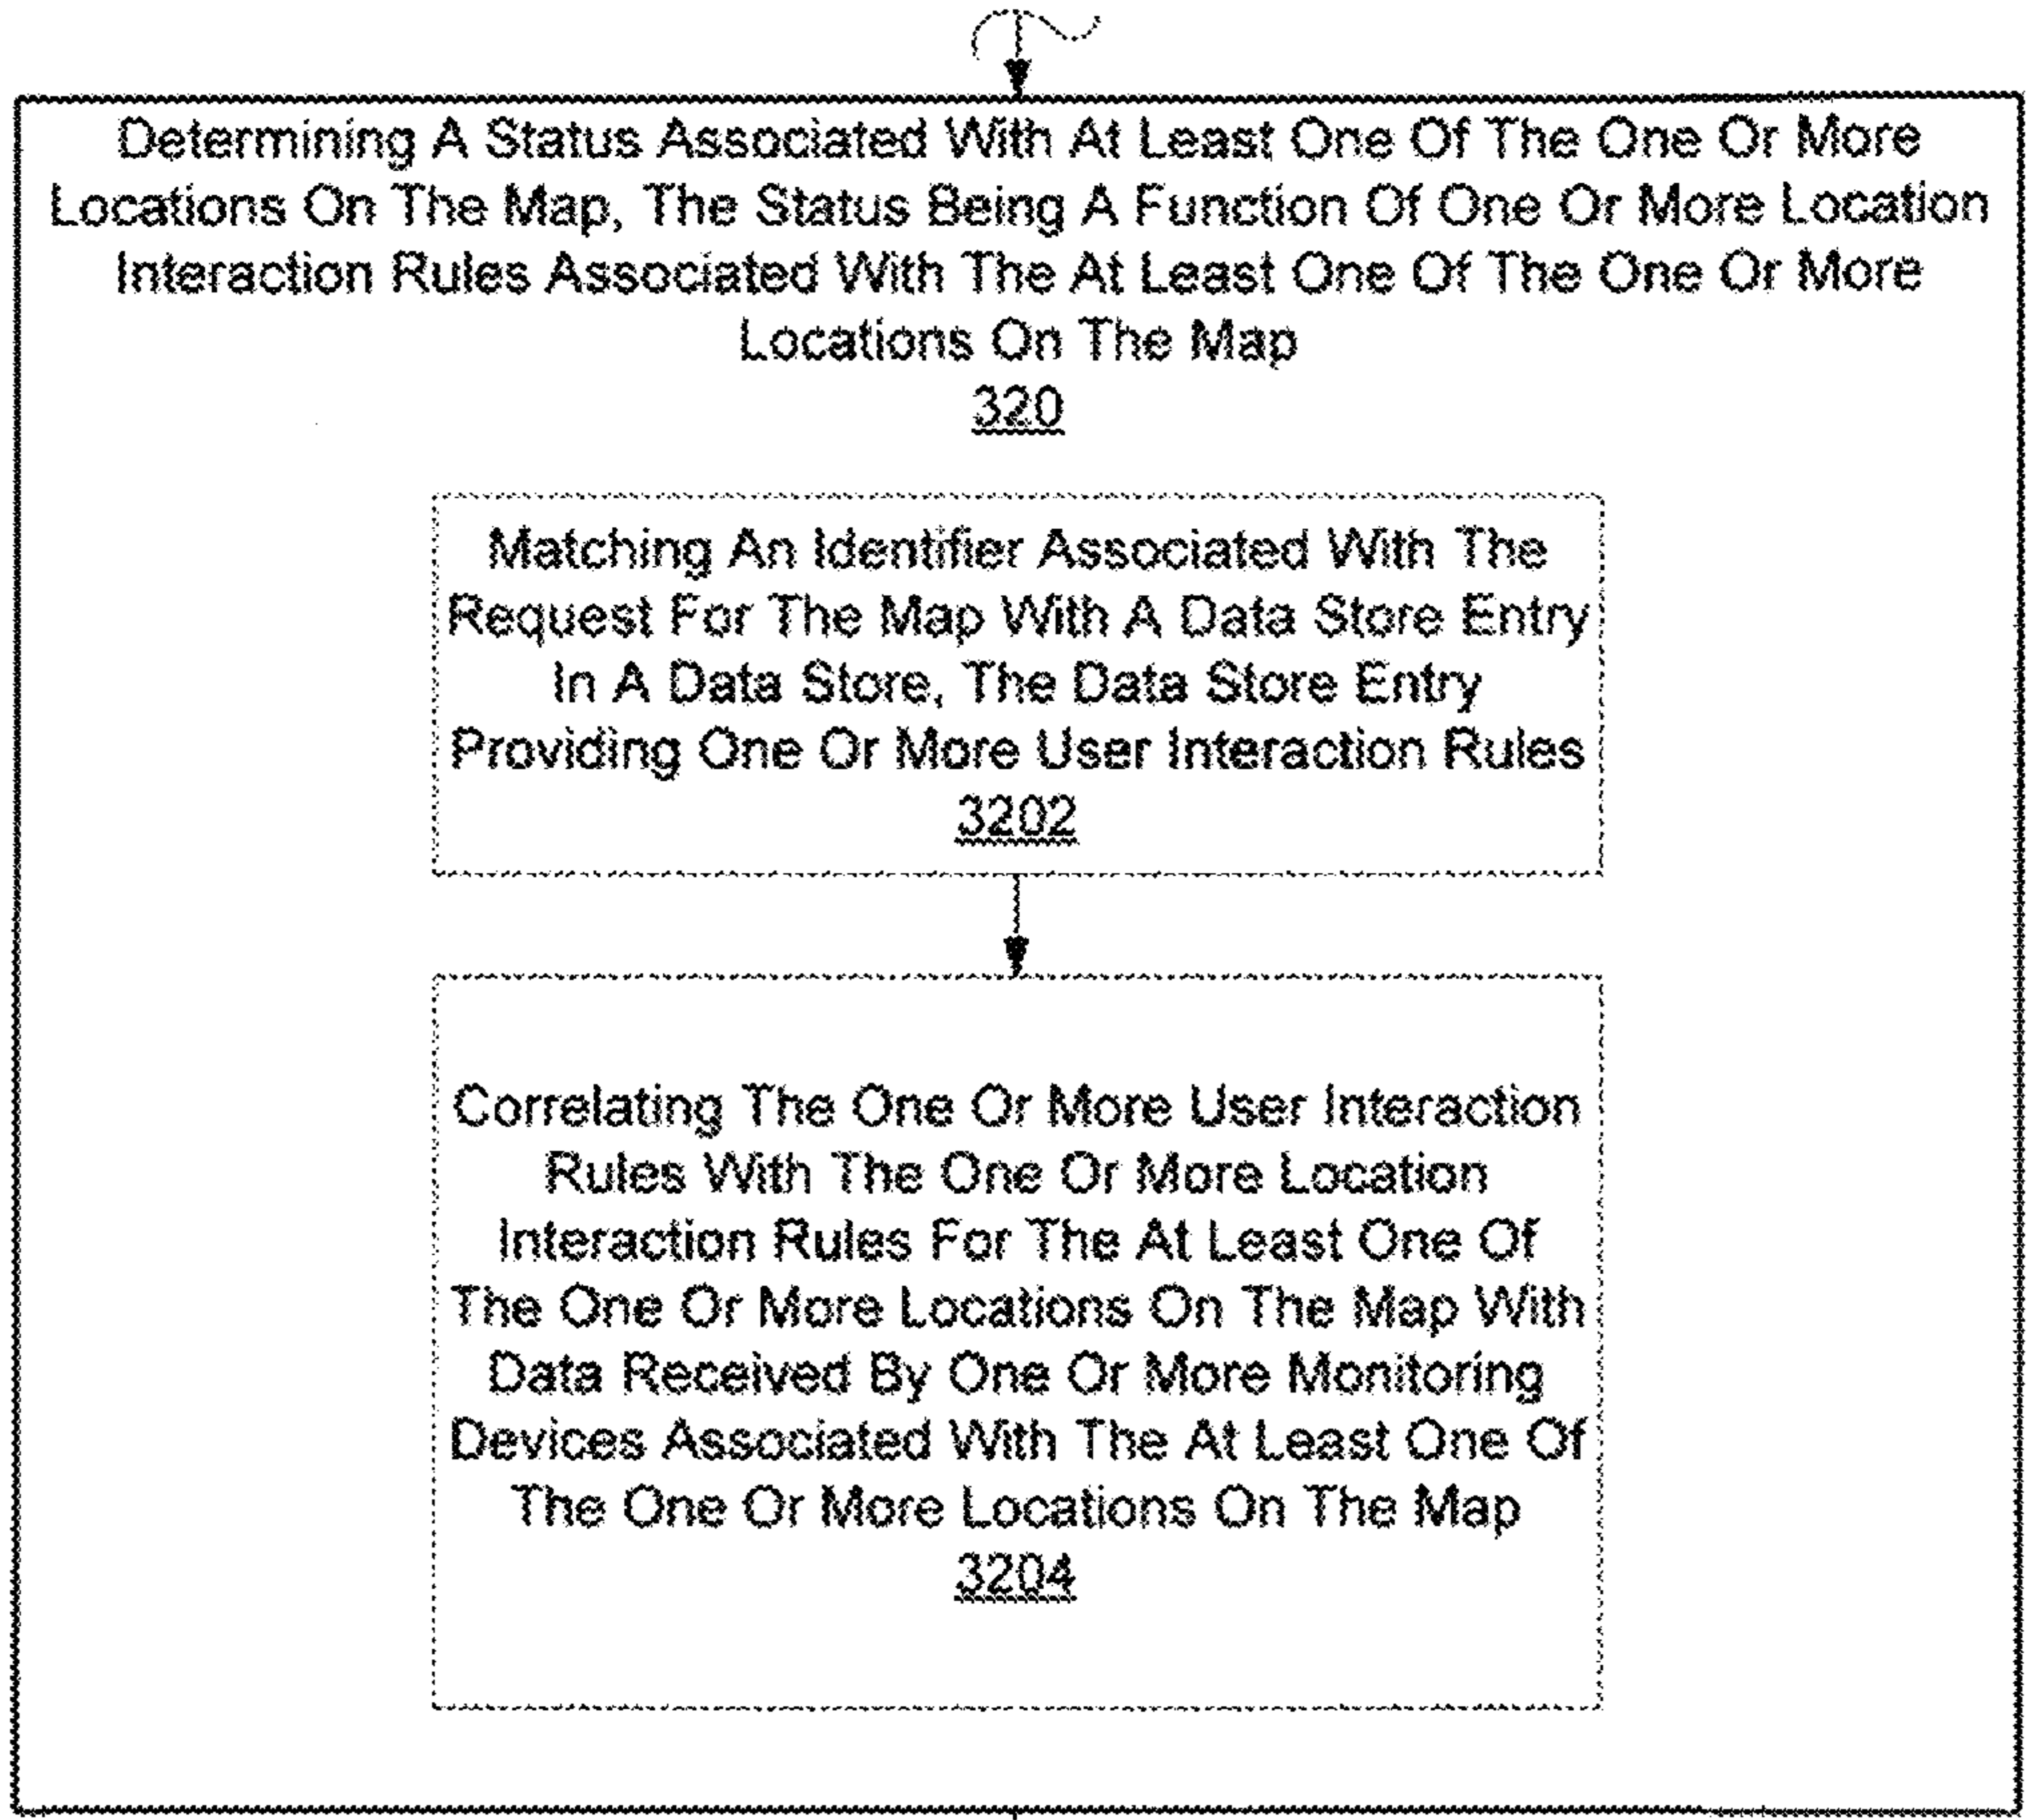 Determining A Status Associated With At Least One Of The One Or More
Locations On The Map, The Status Being A Function Of One Or More Location
Interaction Rules Associated With The At Least One Of The One Or More
Locations On The Map
320
Matching An Identifier Associated With The
Request For The Map With A Data Store Entry
In A Data Store, The Data Store Entry
Providing One Or More User Interaction Rules
3202
Correlating The One Or More User Interaction
Rules With The One Or More Location
Interaction Rules For The At Least One Of
The One Or More Locations On The Map With
Data Received By One Or More Monitoring
Devices Associated With The At Least One Of
The One Or More Locations On The Map
3204